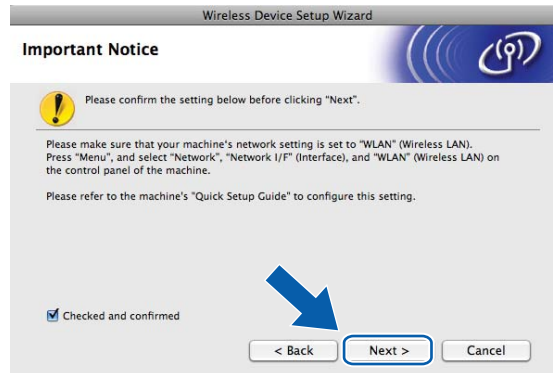 Wireless Device Setup Wizard
Important Notice
Please confirm the setting below before clicking “Next”.
Please make sure that your machine's network setting is set to “WLAN” (Wireless LAN).
Press “Menu”, and select “Network”, “Network I/F” (Interface), and “WLAN” (Wireless LAN) on
the control panel of the machine.
Please refer to the machine's "Quick Setup Guide" to configure this setting.
Checked and confirmed
< Back
Next >
Cancel